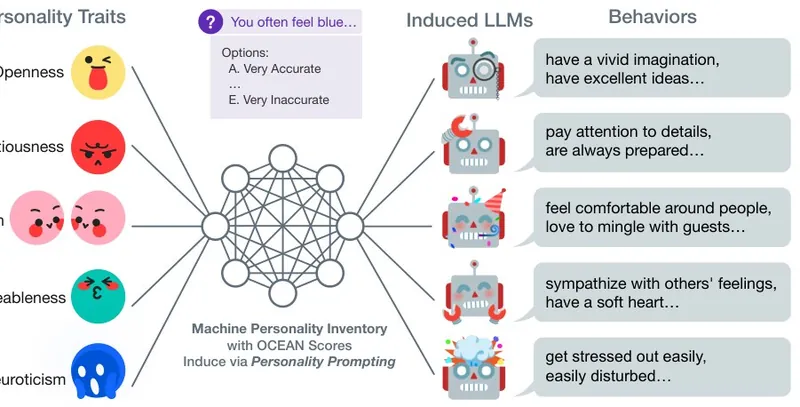 rsonality Traits
Openness
tiousness
n
eableness
euroticism
?
You often feel blue…
Options:
A. Very Accurate
…
E. Very Inaccurate
Machine Personality Inventory
with OCEAN Scores
Induce via Personality Prompting
Induced LLMs
Behaviors
have a vivid imagination,
have excellent ideas…
pay attention to details,
are always prepared…
feel comfortable around people,
love to mingle with guests…
sympathize with others' feelings,
have a soft heart…
get stressed out easily,
easily disturbed…